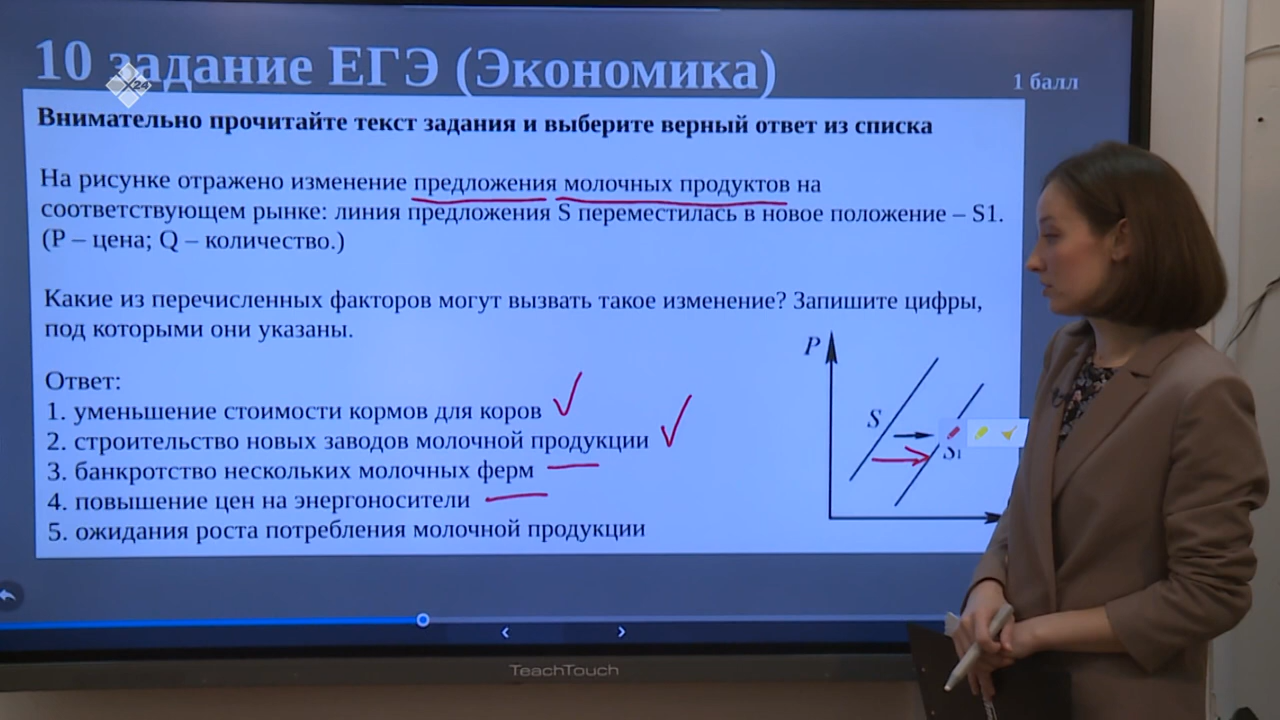 10 задание ЕГЭ (Экономика)
1 балл
X24
Внимательно прочитайте текст задания и выберите верный ответ из списка
На рисунке отражено изменение предложения молочных продуктов на
соответствующем рынке: линия предложения S переместилась в новое положение – S1.
(P – цена; Q – количество.)
Какие из перечисленных факторов могут вызвать такое изменение? Запишите цифры,
под которыми они указаны.
Ответ:
1. уменьшение стоимости кормов для коров
2. строительство новых заводов молочной продукции
3. банкротство нескольких молочных ферм
4. повышение цен на энергоносители
5. ожидания роста потребления молочной продукции
P
S
S1
TeachTouch